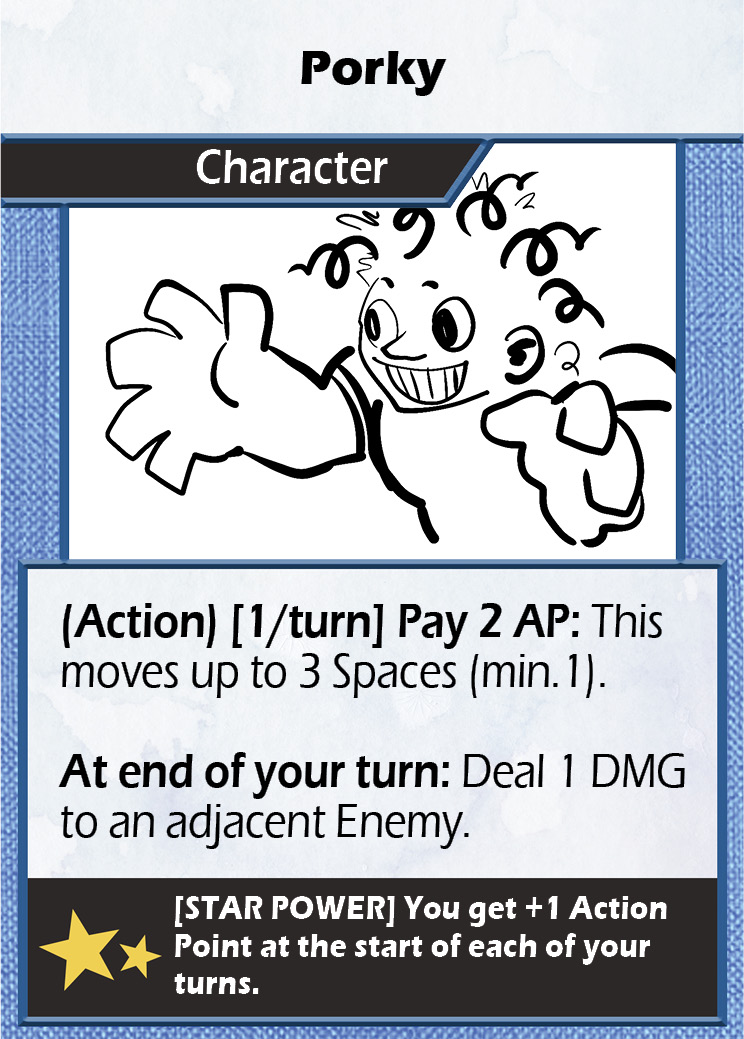 Porky
Character
(Action) [1/turn] Pay 2 AP: This
moves up to 3 Spaces (min.1).
At end of your turn: Deal 1 DMG
to an adjacent Enemy.
[STAR POWER] You get +1 Action
Point at the start of each of your
turns.